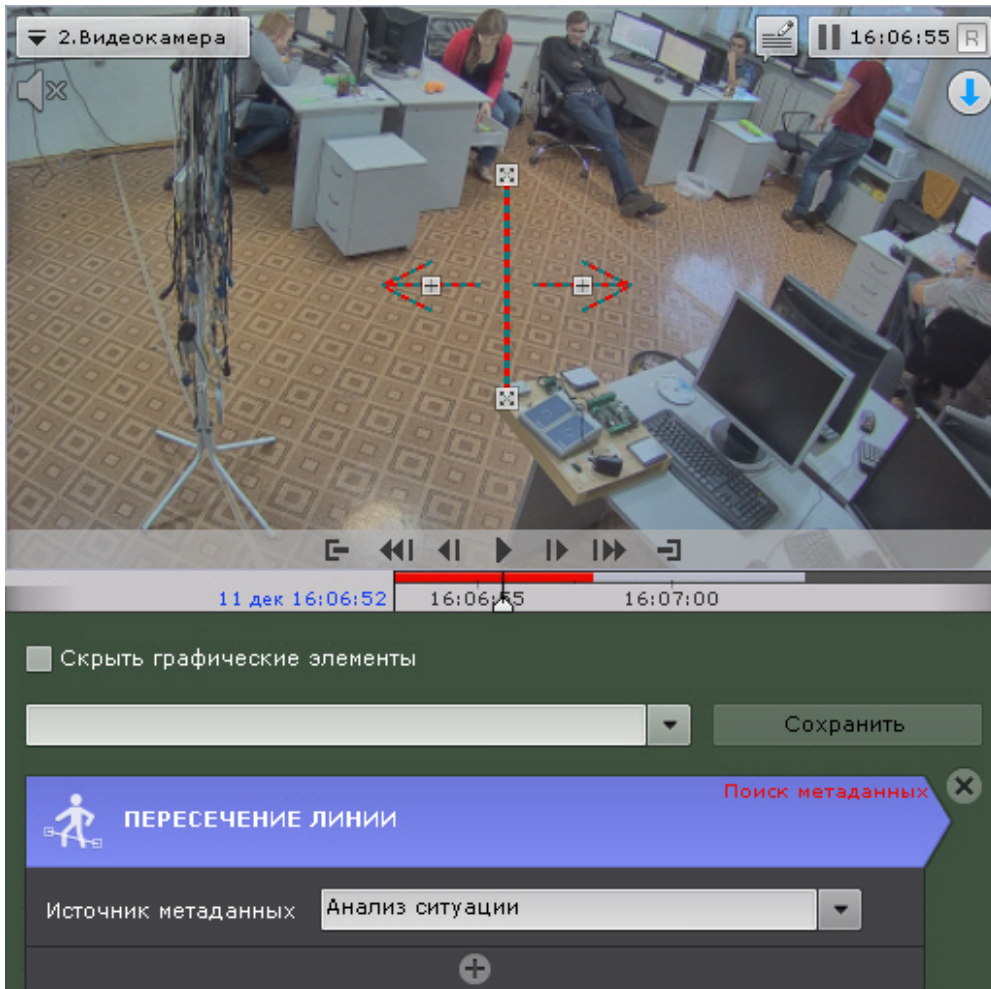 2.Видеокамера
16:06:55 R
11 дек 16:06:52
16:06:55
16:07:00
Скрыть графические элементы
Сохранить
Поиск метаданных
ПЕРЕСЕЧЕНИЕ ЛИНИИ
Источник метаданных
Анализ ситуации